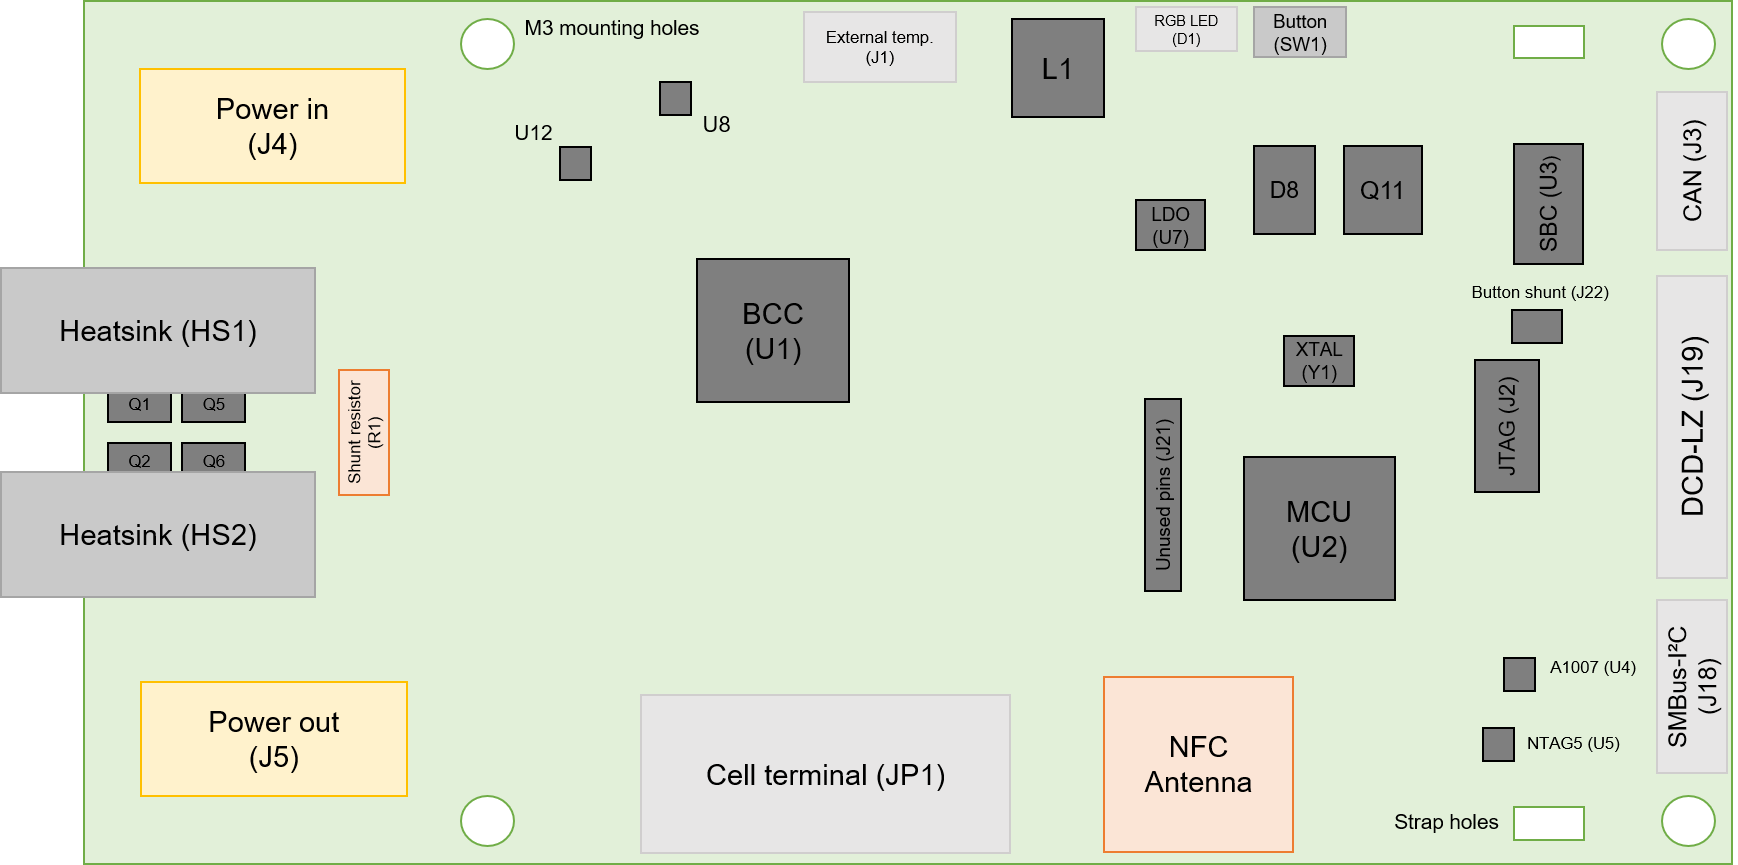 M3 mounting holes
External temp.
(J1)
L1
RGB LED
(D1)
Button
(SW1)
Power in
(J4)
U12
U8
LDO
(U7)
D8
Q11
SBC (U3)
CAN (J3)
Heatsink (HS1)
BCC
(U1)
Button shunt (J22)
XTAL
(Y1)
Q1
Q5
Q2
Q6
Shunt resistor
(R1)
Unused pins (J21)
JTAG (J2)
DCD-LZ (J19)
Heatsink (HS2)
MCU
(U2)
A1007 (U4)
NTAG5 (U5)
SMBus-I²C
(J18)
Power out
(J5)
Cell terminal (JP1)
NFC
Antenna
Strap holes